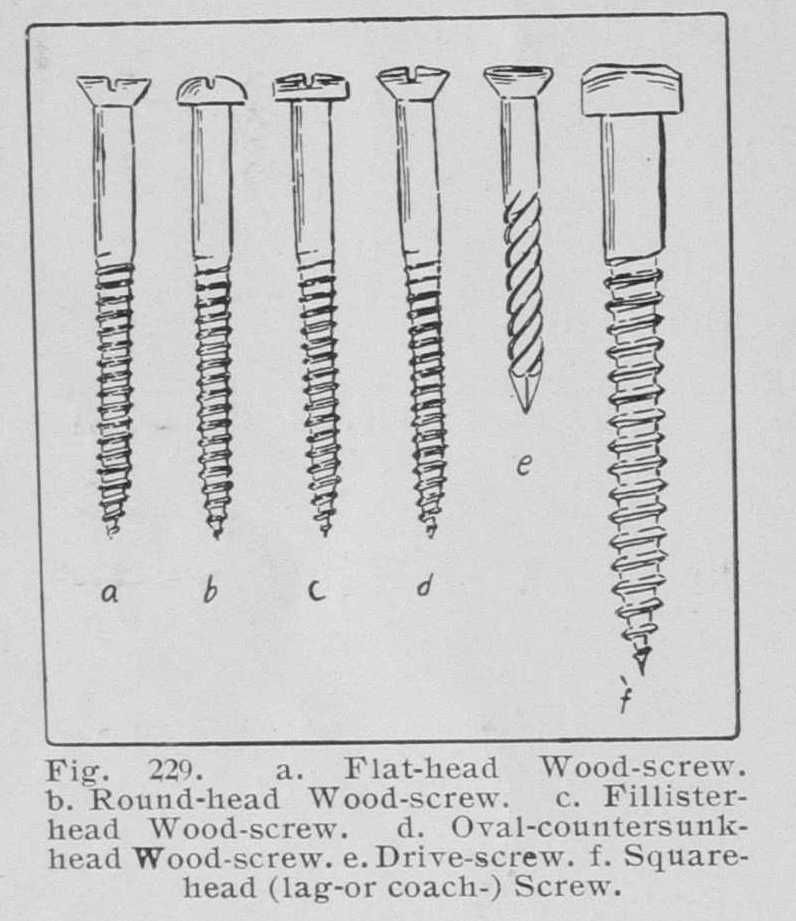 a b c d e f
Fig. 229. a. Flat-head Wood-screw.
b. Round-head Wood-screw. c. Fillister-
head Wood-screw. d. Oval-countersunk-
head Wood-screw. e. Drive-screw. f. Square-
head (lag-or coach-) Screw.